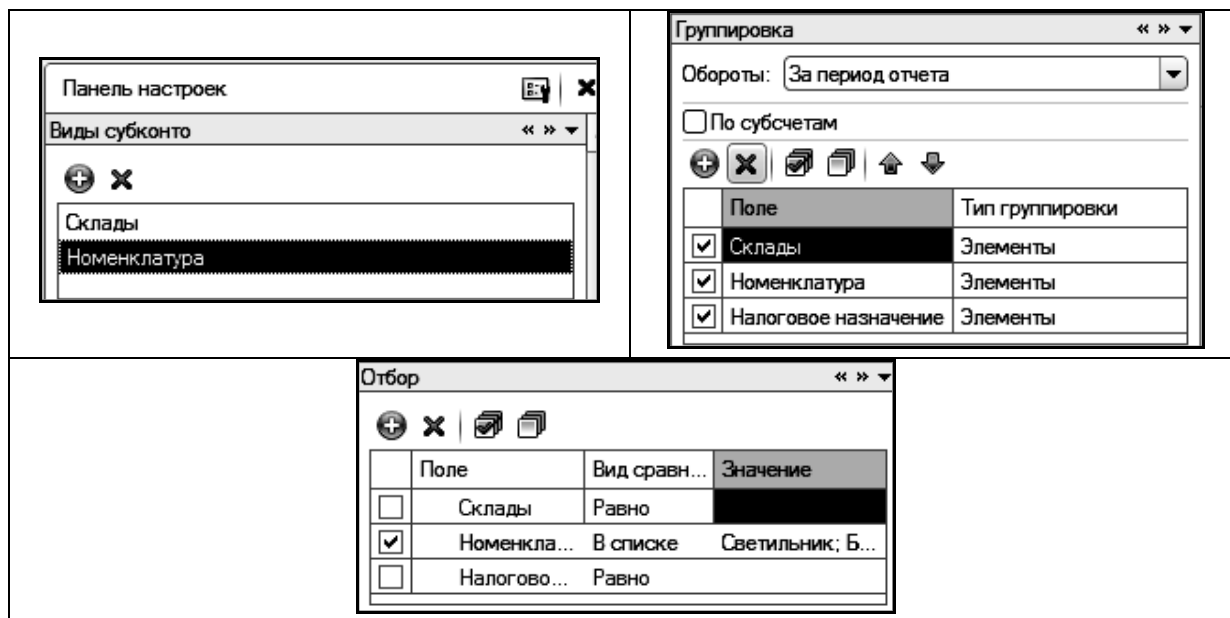 Панель настроек
Виды субконто
Склады
Номенклатура
Группировка
Обороты: За период отчета
По субсчетам
Поле Тип группировки
Склады Элементы
Номенклатура Элементы
Налоговое назначение Элементы
Отбор
Поле Вид сравн... Значение
Склады Равно
Номенкла... В списке Светильник; Б...
Налогово... Равно